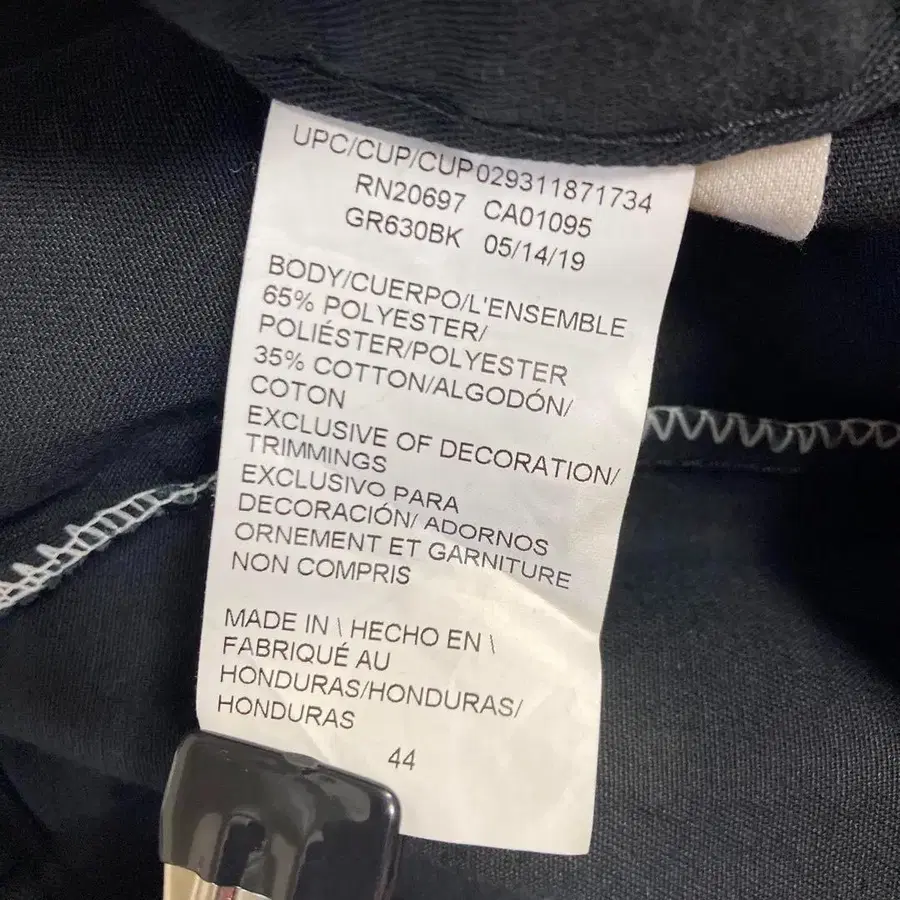 UPC/CUP/CUP029311871734
RN20697 CA01095
GR630BK 05/14/19
BODY/CUERPO/L'ENSEMBLE
65% POLYESTER/
POLIÉSTER/POLYESTER
35% COTTON/ALGODÓN/
COTON
EXCLUSIVE OF DECORATION/
TRIMMINGS
EXCLUSIVO PARA
DECORACIÓN/ ADORNOS
ORNEMENT ET GARNITURE
NON COMPRIS
MADE IN \ HECHO EN \
FABRIQUÉ AU
HONDURAS/HONDURAS/
HONDURAS
44